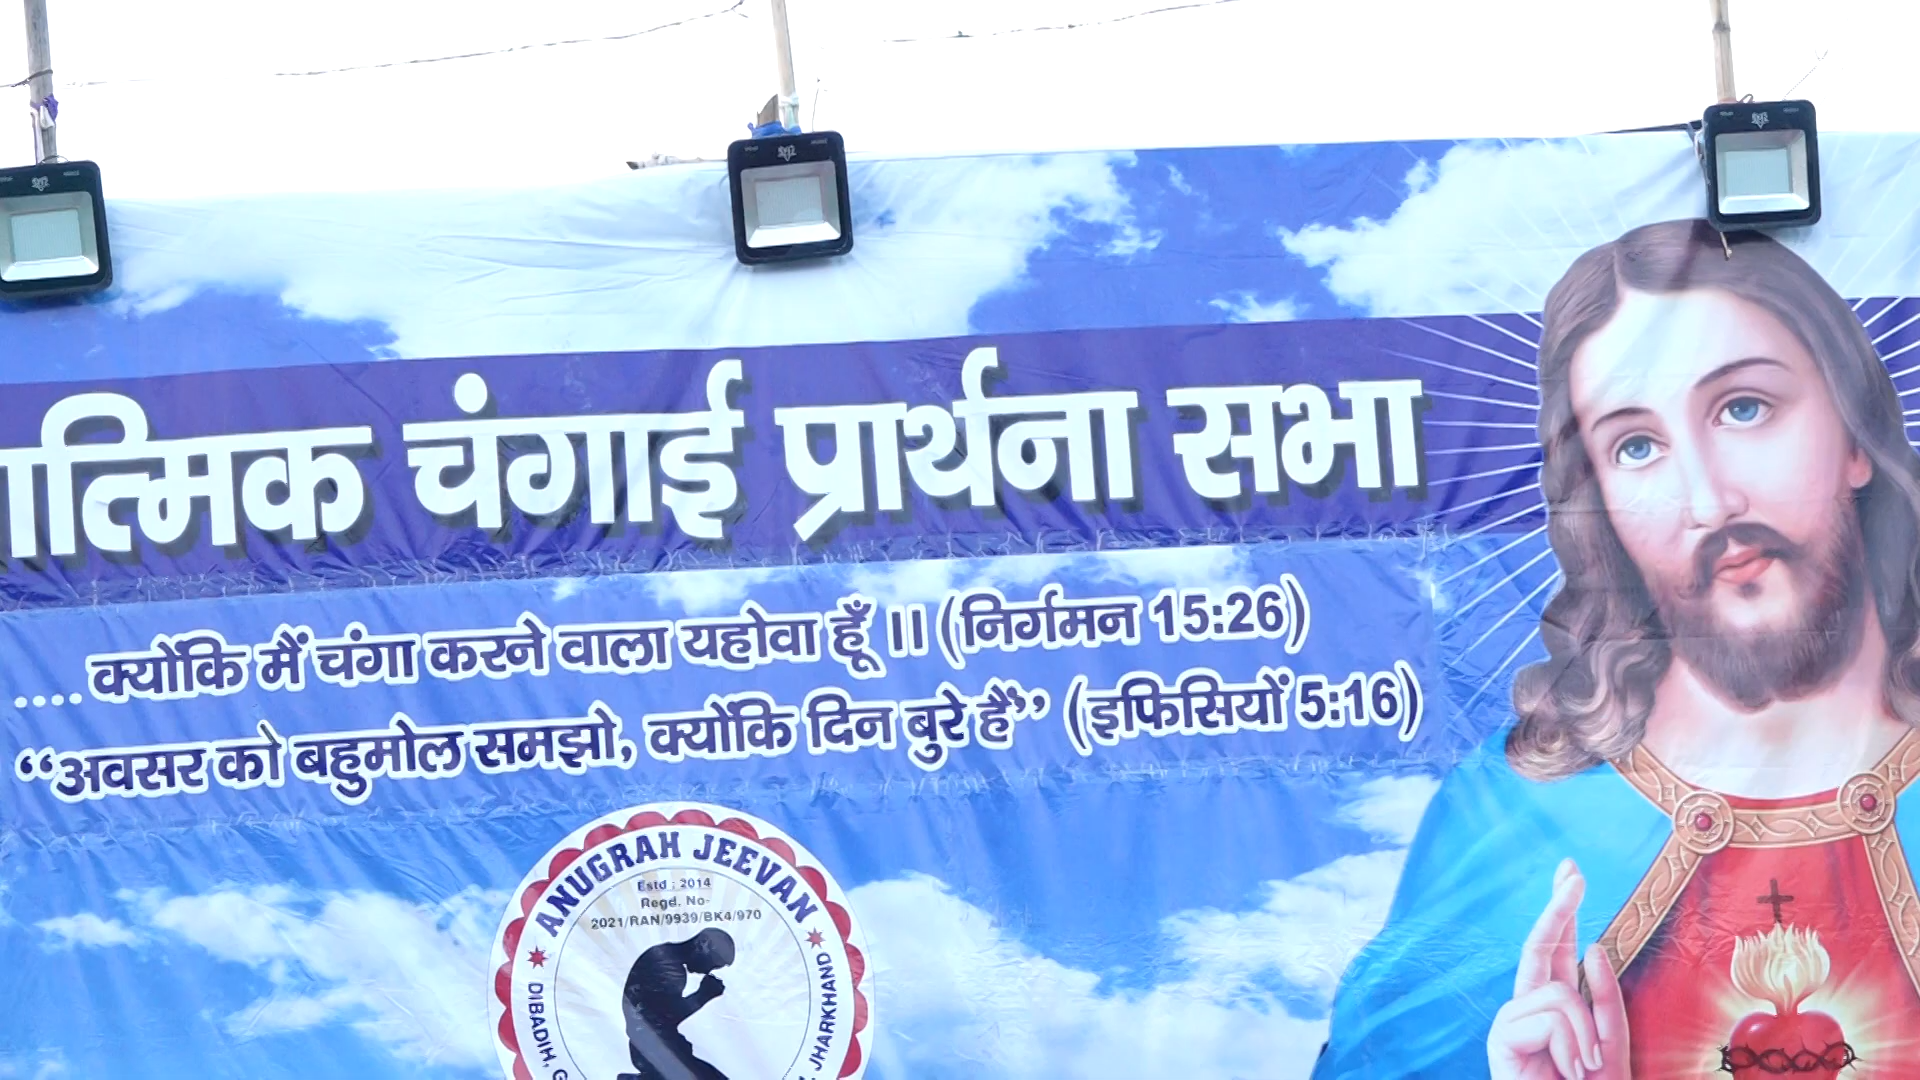 त्मिक चंगाई प्रार्थना सभा
....क्योंकि मैं चंगा करने वाला यहोवा हूँ ।। (निर्गमन 15:26)
“अवसर को बहुमोल समझो, क्योंकि दिन बुरे हैं” (इफिसियों 5:16)
ANUGRAH JEEVAN
Estd : 2014
Regd. No-
2021/RAN/9939/BK4/970
DIBADIH,
JHARKHAND